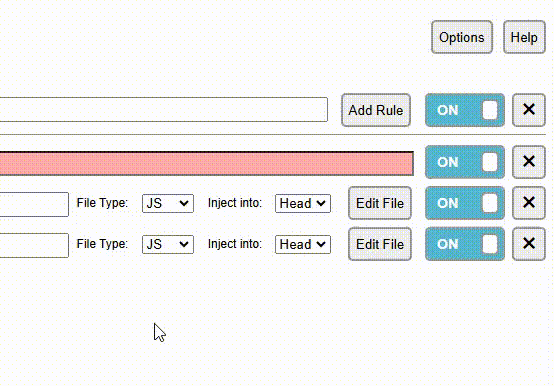 Options Help
Add Rule ON ✕
ON ✕
File Type: JS Inject into: Head Edit File ON ✕
File Type: JS Inject into: Head Edit File ON ✕